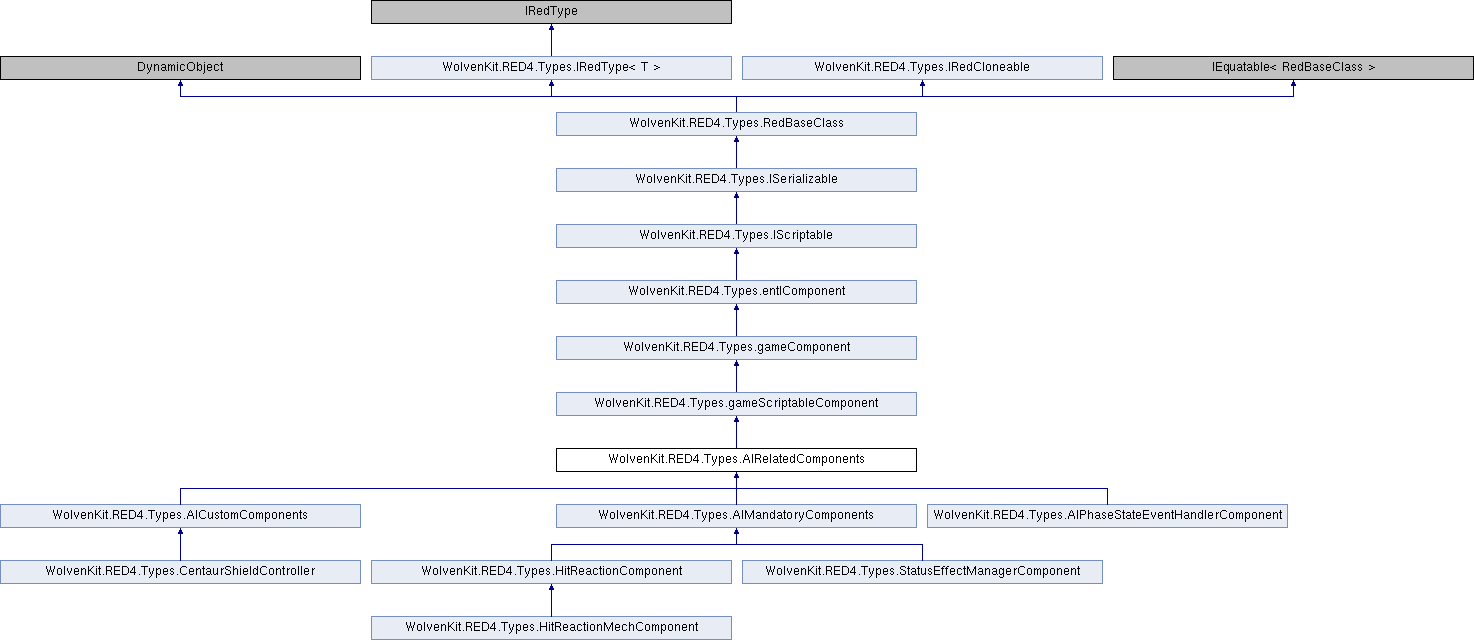 IRedType
DynamicObject
WolvenKit.RED4.Types.IRedType< T >
WolvenKit.RED4.Types.IRedCloneable
IEquatable< RedBaseClass >
WolvenKit.RED4.Types.RedBaseClass
WolvenKit.RED4.Types.ISerializable
WolvenKit.RED4.Types.IScriptable
WolvenKit.RED4.Types.entIComponent
WolvenKit.RED4.Types.gameComponent
WolvenKit.RED4.Types.gameScriptableComponent
WolvenKit.RED4.Types.AIRelatedComponents
WolvenKit.RED4.Types.AICustomComponents
WolvenKit.RED4.Types.AIMandatoryComponents
WolvenKit.RED4.Types.AIPhaseStateEventHandlerComponent
WolvenKit.RED4.Types.CentaurShieldController
WolvenKit.RED4.Types.HitReactionComponent
WolvenKit.RED4.Types.StatusEffectManagerComponent
WolvenKit.RED4.Types.HitReactionMechComponent